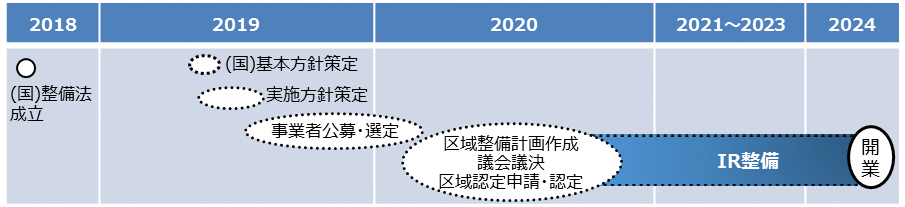 2018
2019
2020
2021～2023
2024
(国)整備法
成立
(国)基本方針策定
実施方針策定
事業者公募・選定
区域整備計画作成
議会議決
区域認定申請・認定
IR整備
開
業